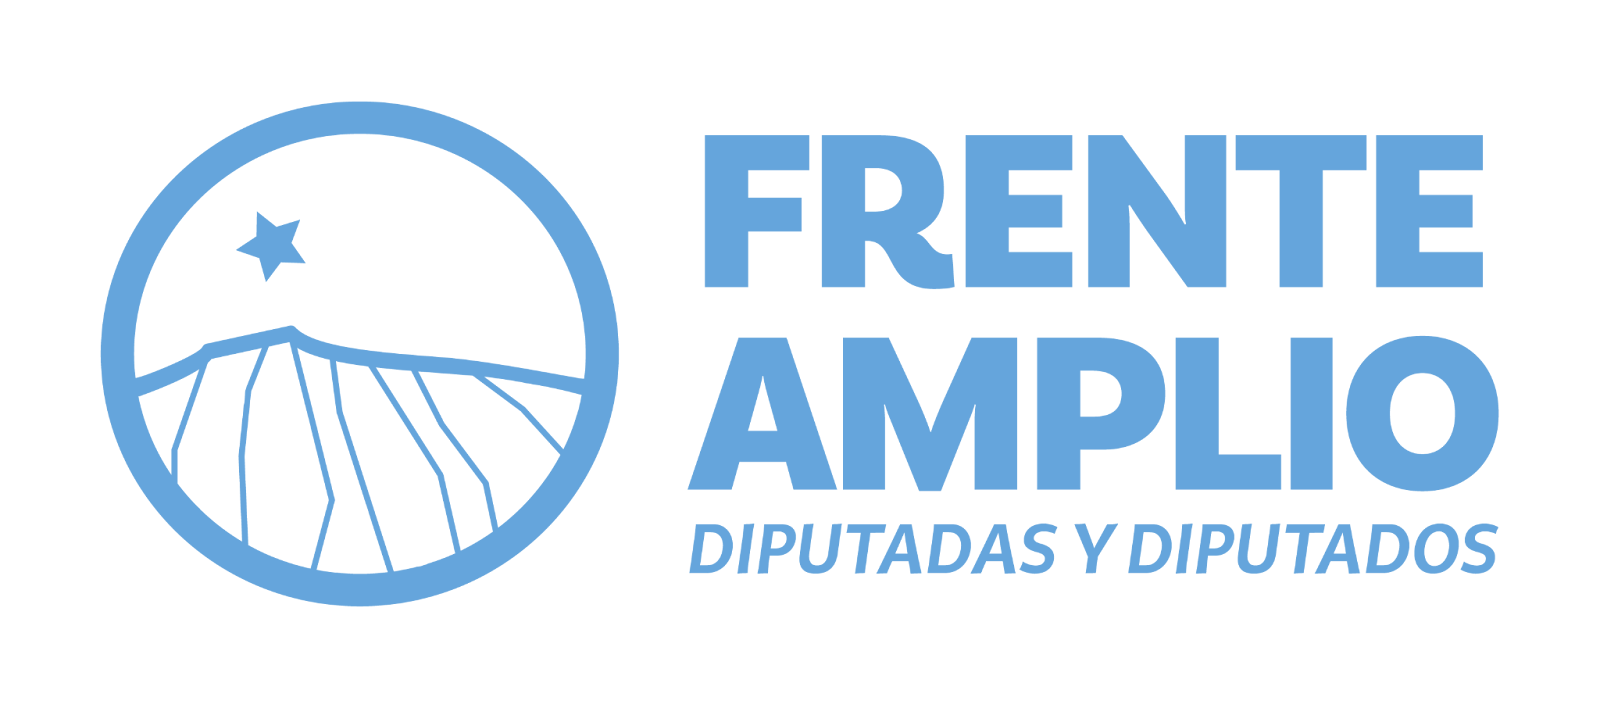 FRENTE
AMPLIO
DIPUTADAS Y DIPUTADOS